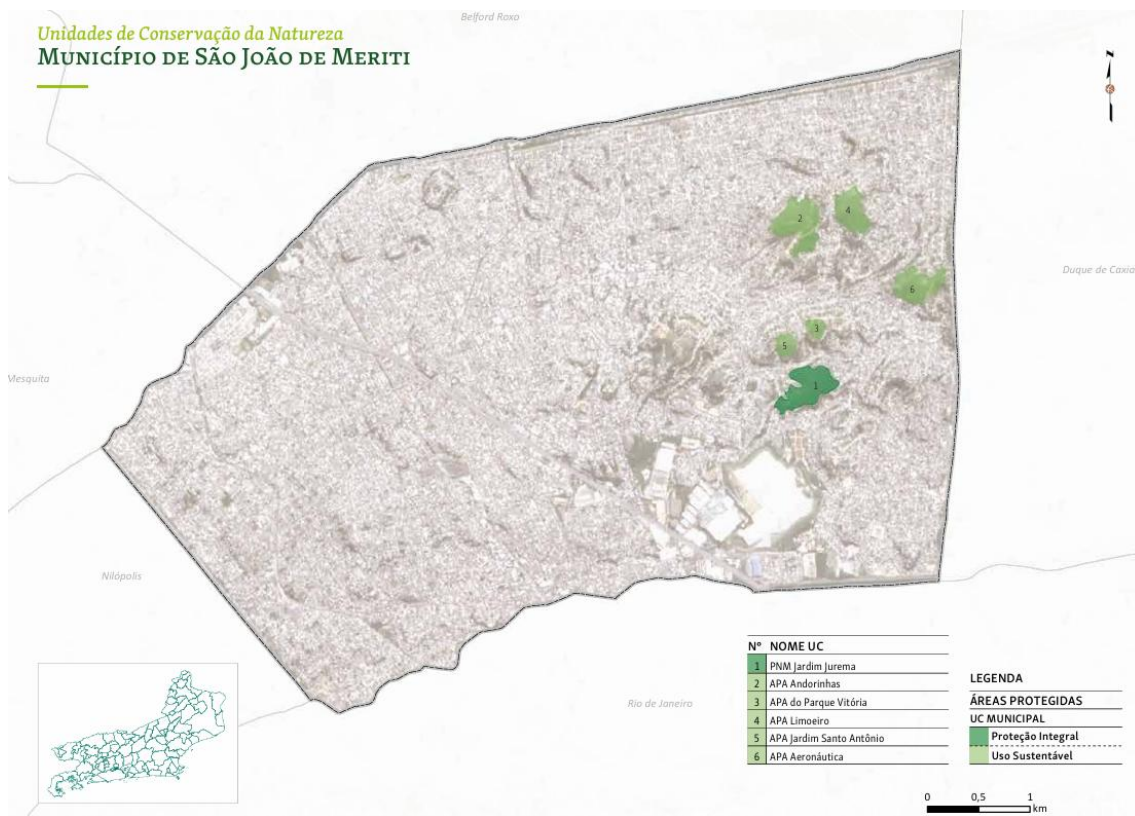 Belford Roxo
Unidades de Conservação da Natureza
Município de São João de Meriti
Duque de Caxia
Mesquita
Nilópolis
Rio de Janeiro
2
4
6
3
5
1
Nº NOME UC
1 PNM Jardim Jurema
2 APA Andorinhas
3 APA do Parque Vitória
4 APA Limoeiro
5 APA Jardim Santo Antônio
6 APA Aeronáutica
LEGENDA
ÁREAS PROTEGIDAS
UC MUNICIPAL
Proteção Integral
Uso Sustentável
0 0,5 1
km